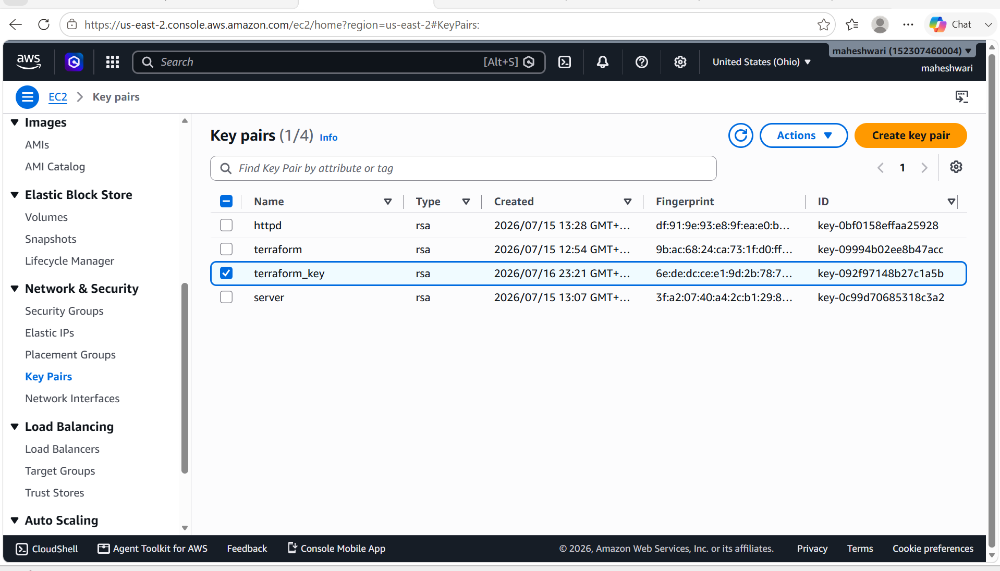 https://us-east-2.console.aws.amazon.com/ec2/home?region=us-east-2#KeyPairs:
Chat
aws
Search
[Alt+S]
United States (Ohio)
maheshwari (152307460004)
maheshwari
EC2
Key pairs
Images
AMIs
AMI Catalog
Elastic Block Store
Volumes
Snapshots
Lifecycle Manager
Network & Security
Security Groups
Elastic IPs
Placement Groups
Key Pairs
Network Interfaces
Load Balancing
Load Balancers
Target Groups
Trust Stores
Auto Scaling
Key pairs (1/4) Info
Actions
Create key pair
Find Key Pair by attribute or tag
1
Name Type Created Fingerprint ID
httpd rsa 2026/07/15 13:28 GMT+... df:91:9e:93:e8:9f:ea:e0:b... key-0bf0158effaa25928
terraform rsa 2026/07/15 12:54 GMT+... 9b:ac:68:24:ca:73:1f:d0:ff... key-09994b02ee8b47acc
terraform_key rsa 2026/07/16 23:21 GMT+... 6e:de:dc:ce:e1:9d:2b:78:7... key-092f97148b27c1a5b
server rsa 2026/07/15 13:07 GMT+... 3f:a2:07:40:a4:2c:b1:29:8... key-0c99d70685318c3a2
CloudShell
Agent Toolkit for AWS
Feedback
Console Mobile App
© 2026, Amazon Web Services, Inc. or its affiliates.
Privacy
Terms
Cookie preferences